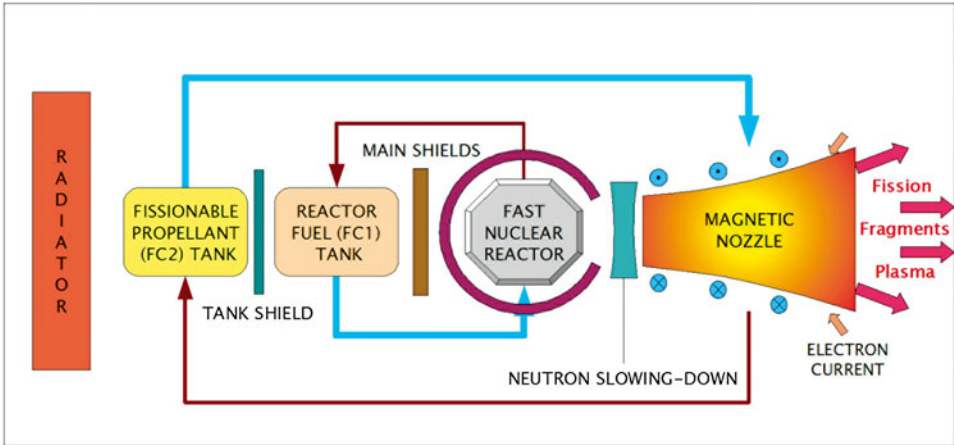 RADIATOR
FISSIONABLE
PROPELLANT
(FC2) TANK
TANK SHIELD
REACTOR
FUEL (FC1)
TANK
MAIN SHIELDS
FAST
NUCLEAR
REACTOR
NEUTRON SLOWING-DOWN
MAGNETIC
NOZZLE
Fission
Fragments
Plasma
ELECTRON
CURRENT